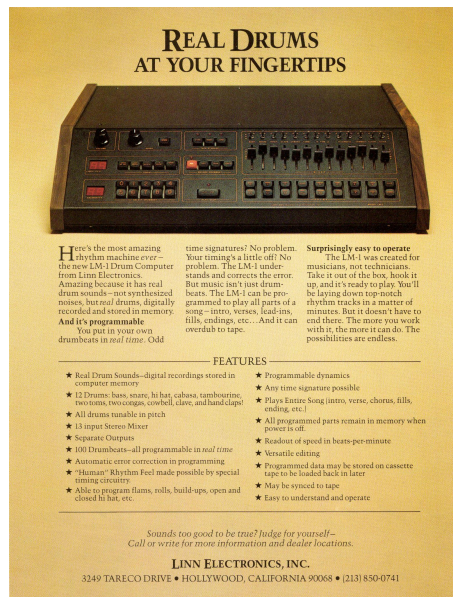 REAL DRUMS
AT YOUR FINGERTIPS
Here's the most amazing
rhythm machine ever –
the new LM-1 Drum Computer
from Linn Electronics.
Amazing because it has real
drum sounds – not synthesized
noises, but real drums, digitally
recorded and stored in memory.
And it's programmable
You put in your own
drumbeats in real time. Odd
time signatures? No problem.
Your timing's a little off? No
problem. The LM-1 under-
stands and corrects the error.
But music isn't just drum-
beats. The LM-1 can be pro-
grammed to play all parts of a
song – intro, verses, lead-ins,
fills, endings, etc... And it can
overdub to tape.
Surprisingly easy to operate
The LM-1 was created for
musicians, not technicians.
Take it out of the box, hook it
up, and it's ready to play. You'll
be laying down top-notch
rhythm tracks in a matter of
minutes. But it doesn't have to
end there. The more you work
with it, the more it can do. The
possibilities are endless.
FEATURES
★ Real Drum Sounds–digital recordings stored in
computer memory
★ 12 Drums: bass, snare, hi hat, cabasa, tambourine,
two toms, two congas, cowbell, clave, and hand claps!
★ All drums tunable in pitch
★ 13 input Stereo Mixer
★ Separate Outputs
★ 100 Drumbeats–all programmable in real time
★ Automatic error correction in programming
★ "Human" Rhythm Feel made possible by special
timing circuitry.
★ Able to program flams, rolls, build-ups, open and
closed hi hat, etc.
★ Programmable dynamics
★ Any time signature possible
★ Plays Entire Song (intro, verse, chorus, fills,
ending, etc.)
★ All programmed parts remain in memory when
power is off.
★ Readout of speed in beats-per-minute
★ Versatile editing
★ Programmed data may be stored on cassette
tape to be loaded back in later
★ May be synced to tape
★ Easy to understand and operate
Sounds too good to be true? Judge for yourself–
Call or write for more information and dealer locations.
LINN ELECTRONICS, INC.
3249 TARECO DRIVE ● HOLLYWOOD, CALIFORNIA 90068 ● (213) 850-0741